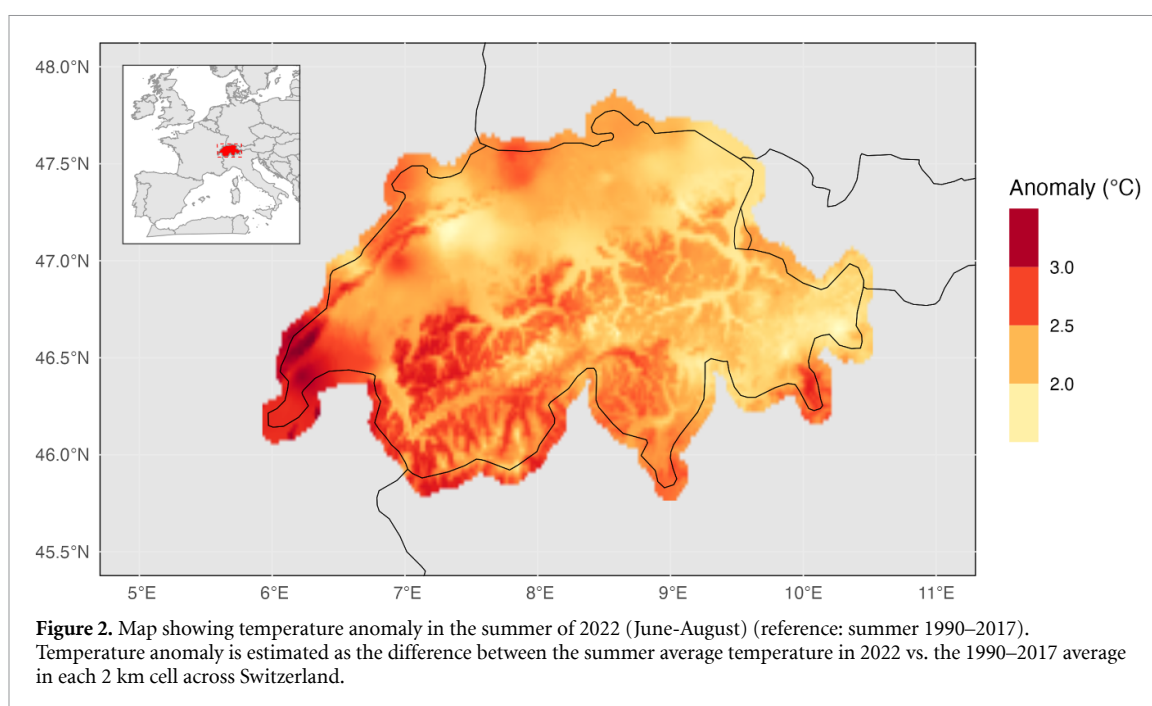 48.0°N
47.5°N
47.0°N
46.5°N
46.0°N
45.5°N
5°E 6°E 7°E 8°E 9°E 10°E 11°E
Anomaly (°C)
3.0
2.5
2.0
Figure 2. Map showing temperature anomaly in the summer of 2022 (June-August) (reference: summer 1990–2017).
Temperature anomaly is estimated as the difference between the summer average temperature in 2022 vs. the 1990–2017 average
in each 2 km cell across Switzerland.